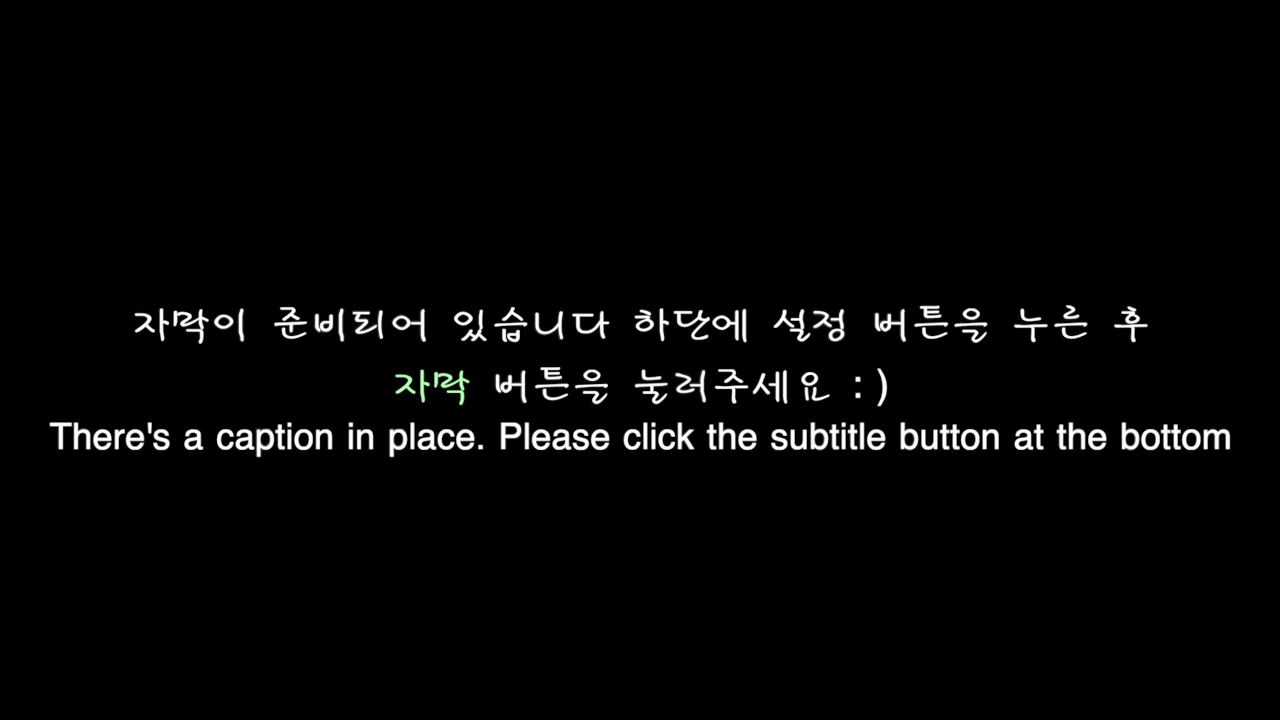 자막이 준비되어 있습니다 하단에 설정 버튼을 누른 후
자막 버튼을 눌러주세요 : )
There's a caption in place. Please click the subtitle button at the bottom